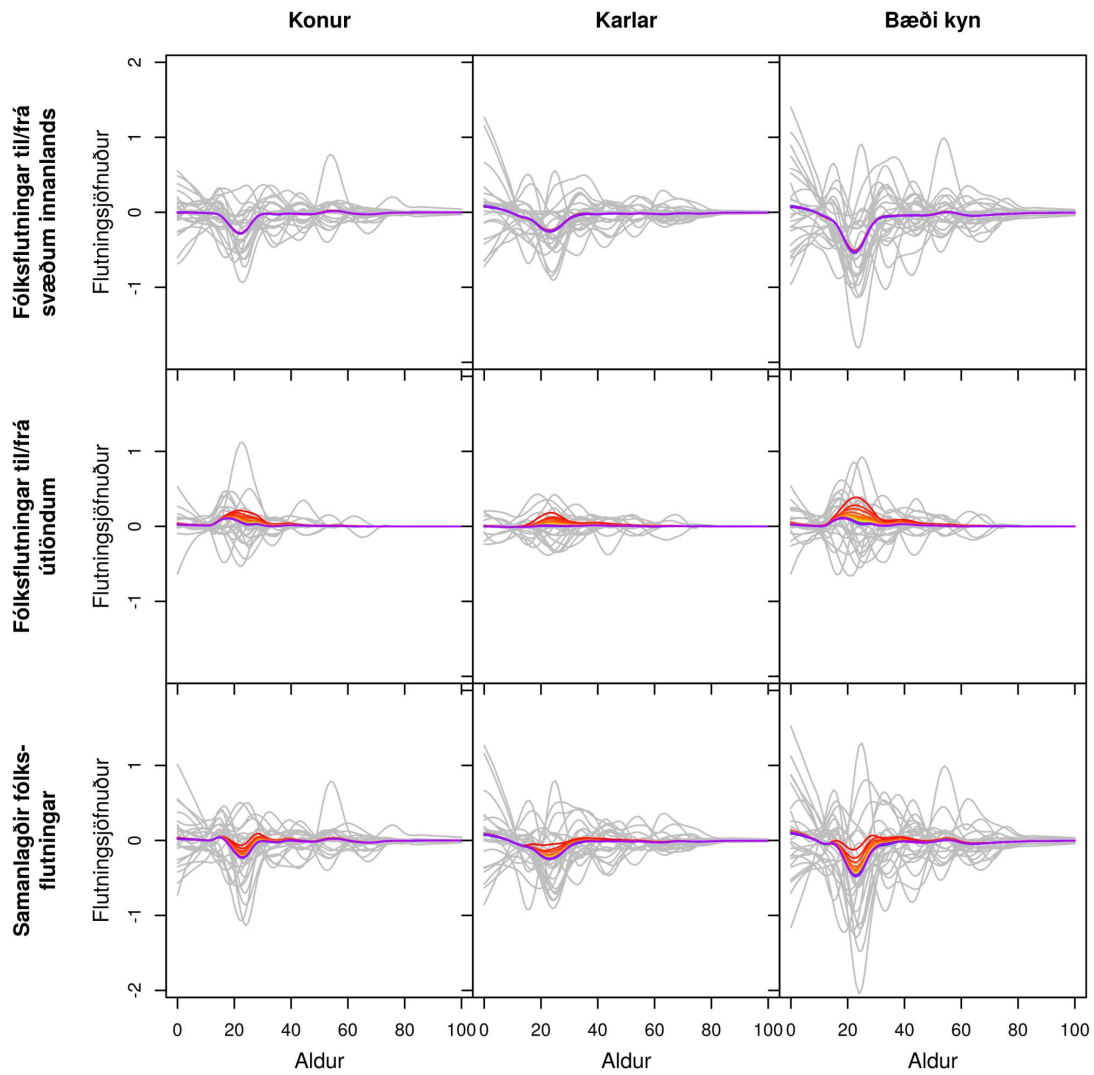 Konur
Karlar
Bæði kyn
Fólksflutningar til/frá
svæðum innanlands
Flutningsjöfnuður
2
1
0
-1
Fólksflutningar til/frá
útlöndum
Flutningsjöfnuður
1
0
-1
Samanlagðir fólks-
flutningar
Flutningsjöfnuður
1
0
-1
-2
0 20 40 60 80 100
0 20 40 60 80 100
0 20 40 60 80 100
Aldur
Aldur
Aldur